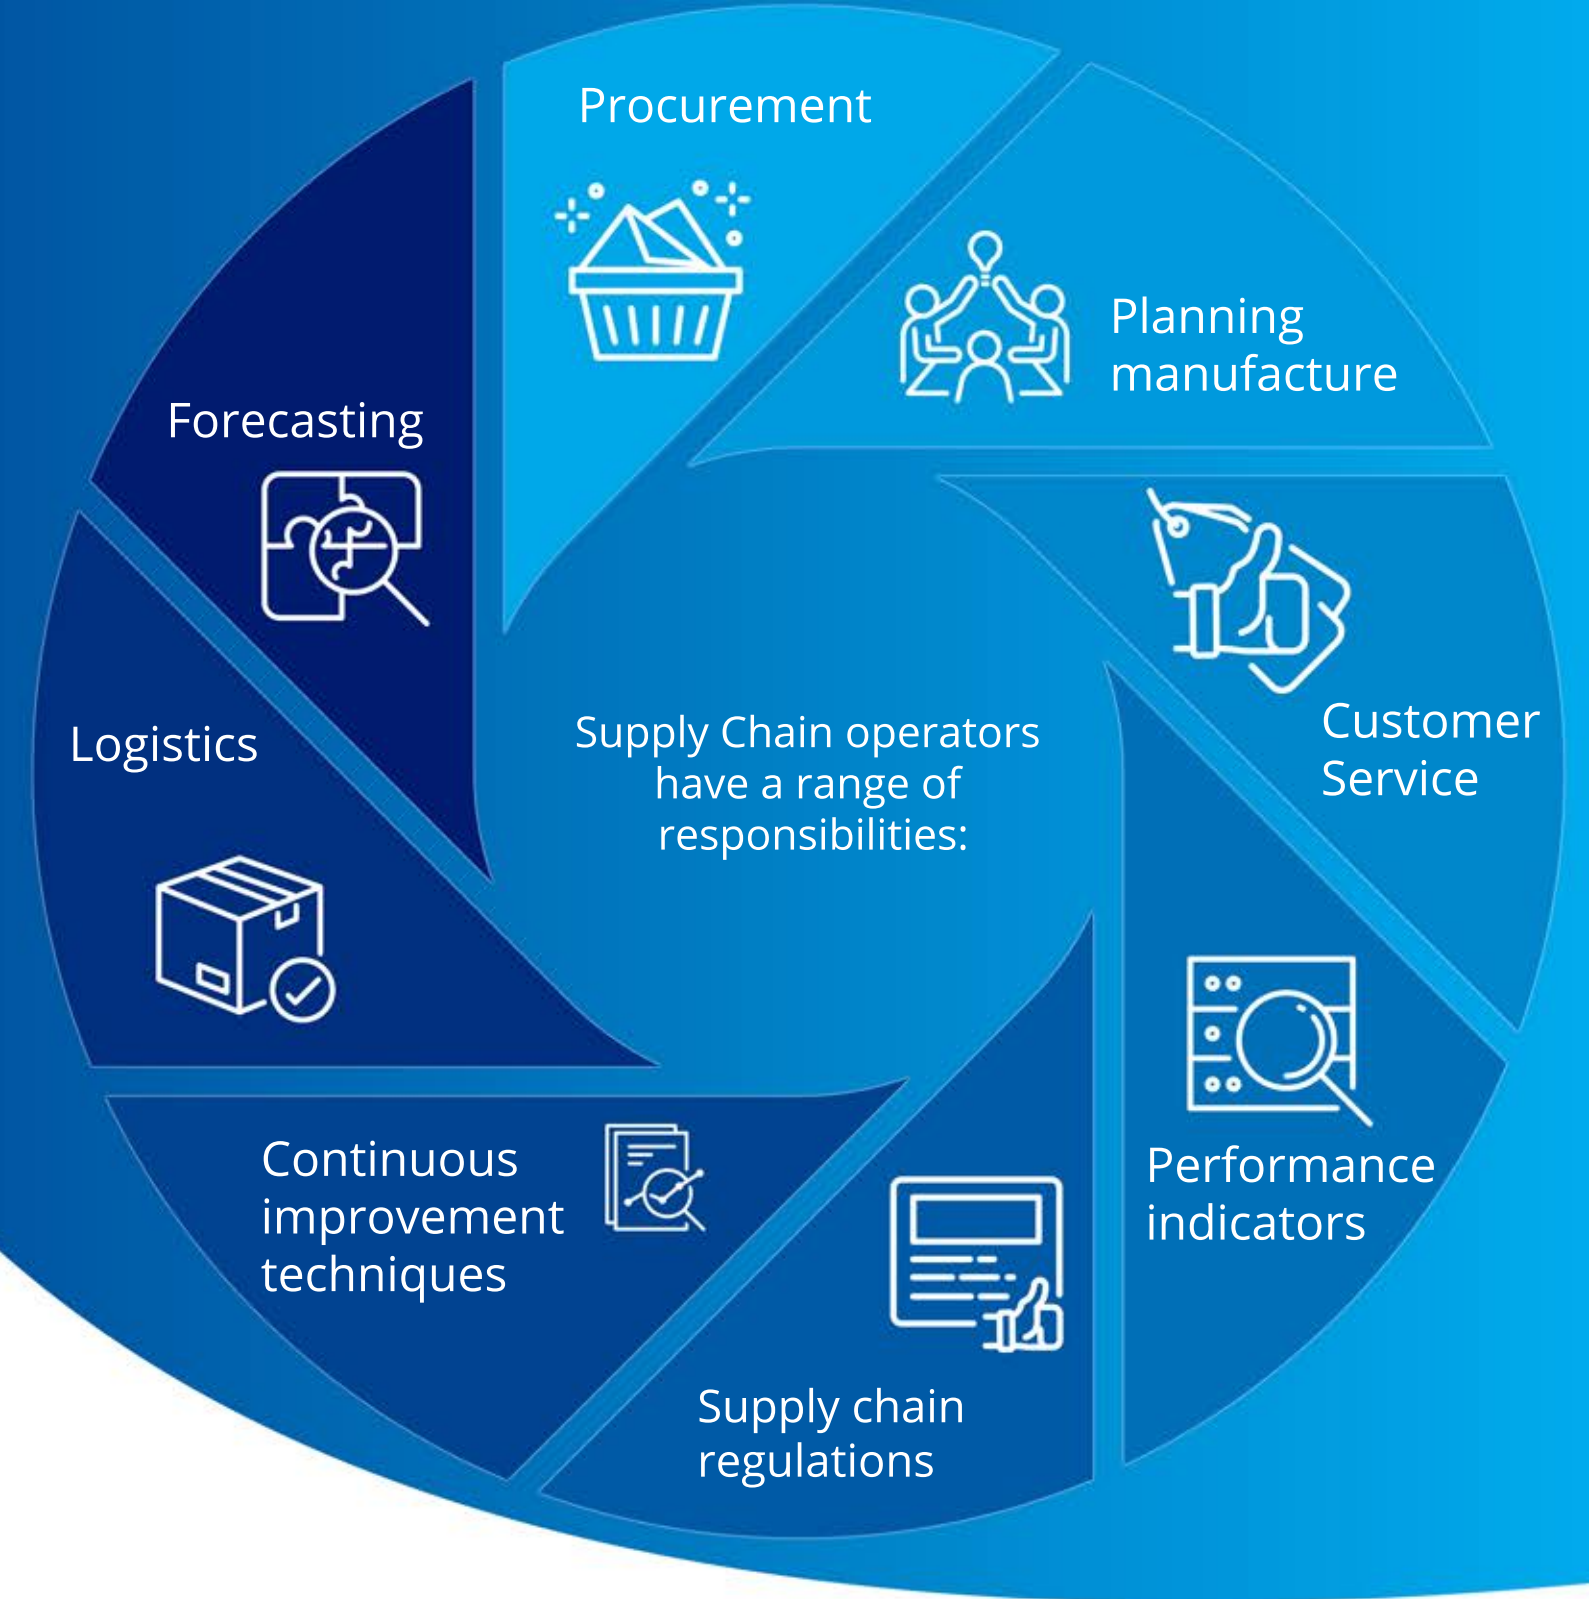 Procurement
Planning
manufacture
Forecasting
Customer
Service
Logistics
Supply Chain operators
have a range of
responsibilities:
Performance
indicators
Continuous
improvement
techniques
Supply chain
regulations